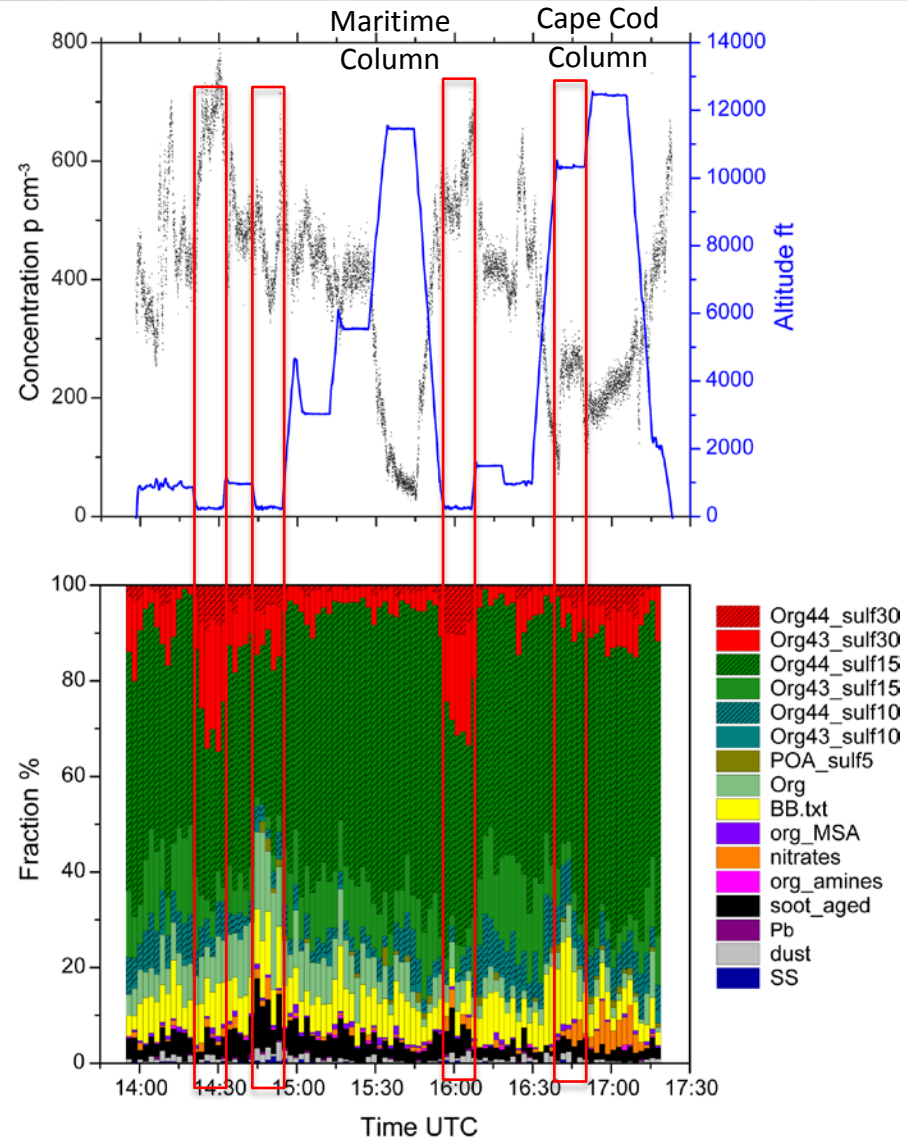 Maritime
Column
Cape Cod
Column
800
600
400
200
0
Concentration p cm⁻³
14000
12000
10000
8000
6000
4000
2000
0
Altitude ft
100
80
60
40
20
0
Fraction %
Org44_sulf30
Org43_sulf30
Org44_sulf15
Org43_sulf15
Org44_sulf10
Org43_sulf10
POA_sulf5
Org
BB.txt
org_MSA
nitrates
org_amines
soot_aged
Pb
dust
SS
14:00 14:30 15:00 15:30 16:00 16:30 17:00 17:30
Time UTC